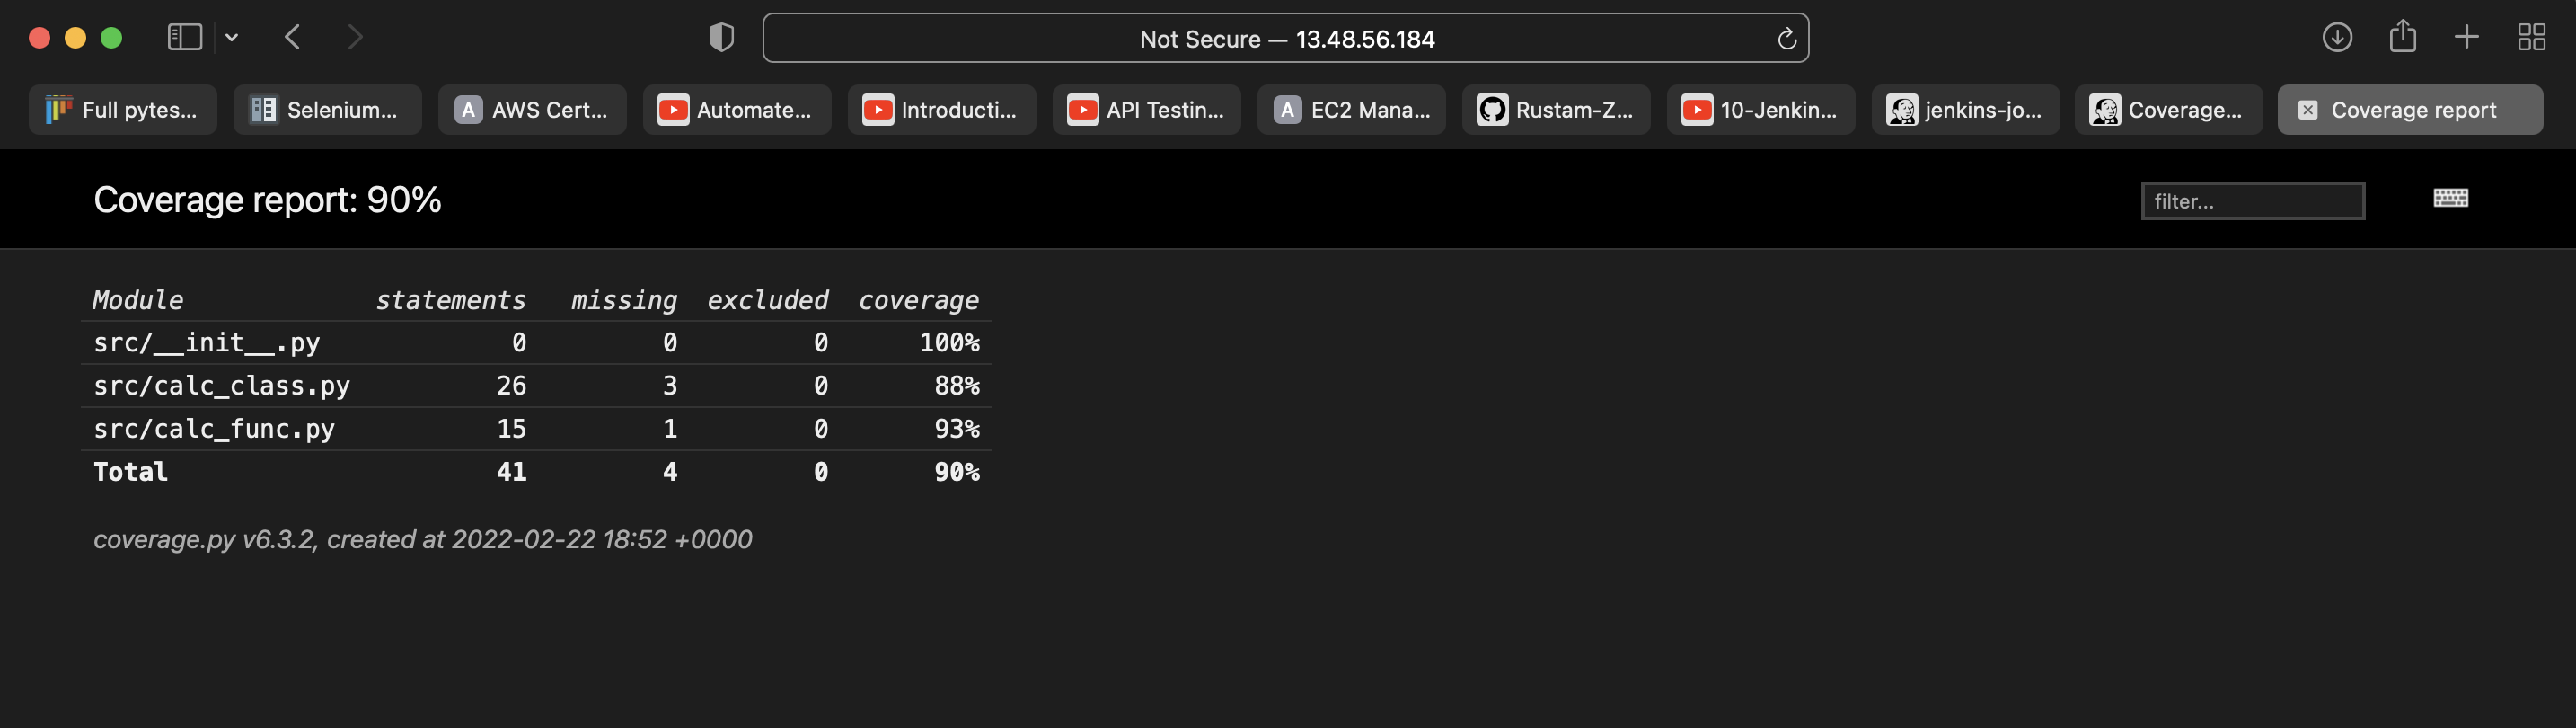 Not Secure — 13.48.56.184
Full pytes... Selenium... A AWS Cert... Automate... Introducti... API Testin... A EC2 Mana... Rustam-Z... 10-Jenkin... jenkins-jo... Coverage... Coverage report
Coverage report: 90%
filter...
Module statements missing excluded coverage
src/__init__.py 0 0 0 100%
src/calc_class.py 26 3 0 88%
src/calc_func.py 15 1 0 93%
Total 41 4 0 90%
coverage.py v6.3.2, created at 2022-02-22 18:52 +0000